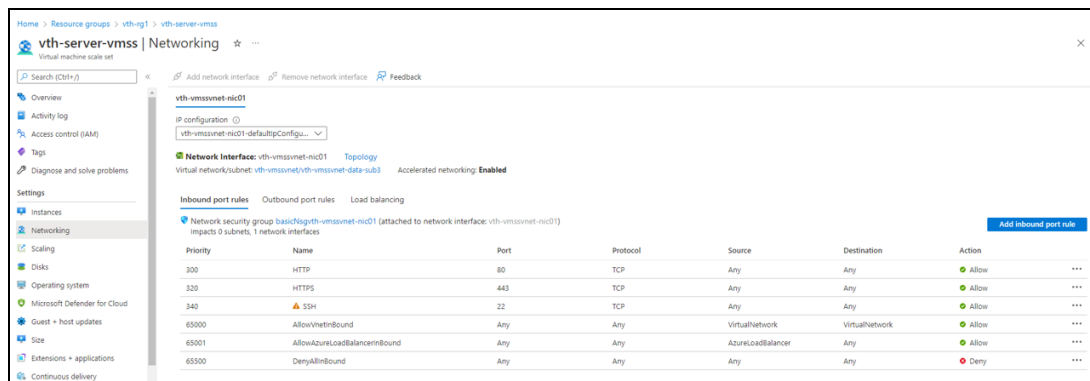 Home > Resource groups > vth-rg1 > vth-server-vmss
vth-server-vmss | Networking
Virtual machine scale set
Search (Ctrl+/)
Add network interface Remove network interface Feedback
Overview
Activity log
Access control (IAM)
Tags
Diagnose and solve problems
Settings
Instances
Networking
Scaling
Disks
Operating system
Microsoft Defender for Cloud
Guest + host updates
Size
Extensions + applications
Continuous delivery
vth-vmssvnet-nic01
IP configuration
vth-vmssvnet-nic01-defaultIpConfigu...
Network Interface: vth-vmssvnet-nic01 Topology
Virtual network/subnet: vth-vmssvnet/vth-vmssvnet-data-sub3 Accelerated networking: Enabled
Inbound port rules Outbound port rules Load balancing
Network security group basicNsgvth-vmssvnet-nic01 (attached to network interface: vth-vmssvnet-nic01)
Impacts 0 subnets, 1 network interfaces
Add inbound port rule
Priority Name Port Protocol Source Destination Action
300 HTTP 80 TCP Any Any Allow
320 HTTPS 443 TCP Any Any Allow
340 SSH 22 TCP Any Any Allow
65000 AllowVnetInBound Any Any VirtualNetwork VirtualNetwork Allow
65001 AllowAzureLoadBalancerInBound Any Any AzureLoadBalancer Any Allow
65500 DenyAllInBound Any Any Any Any Deny